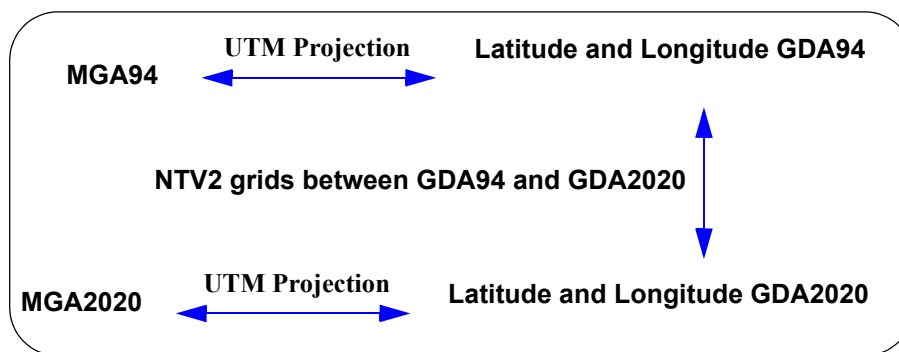 UTM Projection
Latitude and Longitude GDA94
MGA94
NTV2 grids between GDA94 and GDA2020
UTM Projection
Latitude and Longitude GDA2020
MGA2020